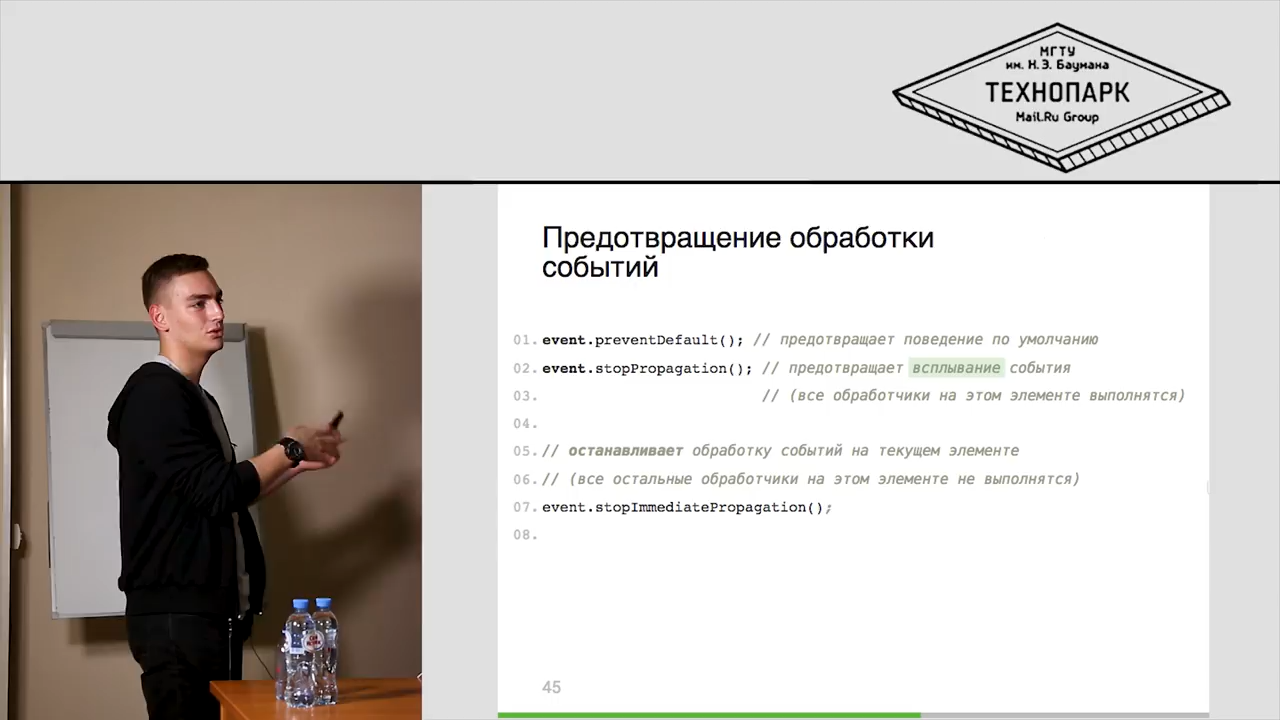 МГТУ
им. Н.Э. Баумана
ТЕХНОПАРК
Mail.Ru Group
Предотвращение обработки
событий
01. event.preventDefault(); // предотвращает поведение по умолчанию
02. event.stopPropagation(); // предотвращает всплывание события
03. // (все обработчики на этом элементе выполнятся)
04.
05. // останавливает обработку событий на текущем элементе
06. // (все остальные обработчики на этом элементе не выполнятся)
07. event.stopImmediatePropagation();
08.
45